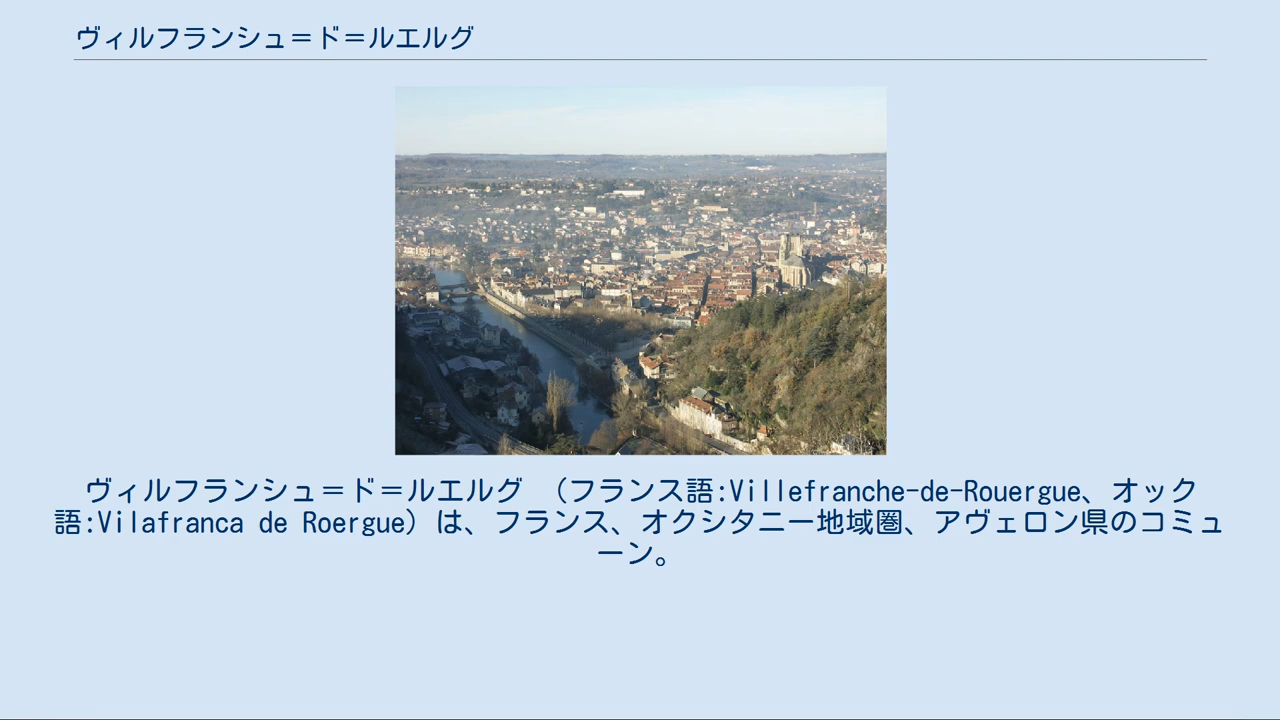 ヴィルフランシュ＝ド＝ルエルグ
ヴィルフランシュ＝ド＝ルエルグ （フランス語:Villefranche-de-Rouergue、オック
語:Vilafranca de Roergue）は、フランス、オクシタニー地域圏、アヴェロン県のコミュ
ーン。